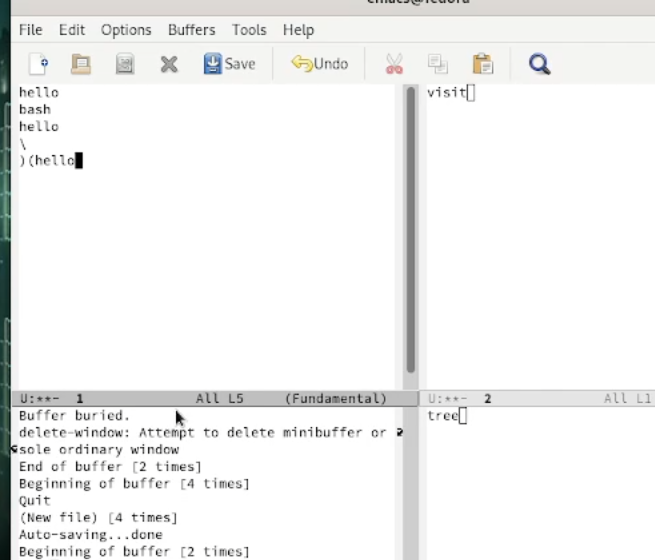 emacs@fedora
File Edit Options Buffers Tools Help
Save Undo
hello
bash
hello
\
)(hello
visit
U:**-  1 All L5 (Fundamental)
U:**-  2 All L1
Buffer buried.
delete-window: Attempt to delete minibuffer or
sole ordinary window
End of buffer [2 times]
Beginning of buffer [4 times]
Quit
(New file) [4 times]
Auto-saving...done
Beginning of buffer [2 times]
tree